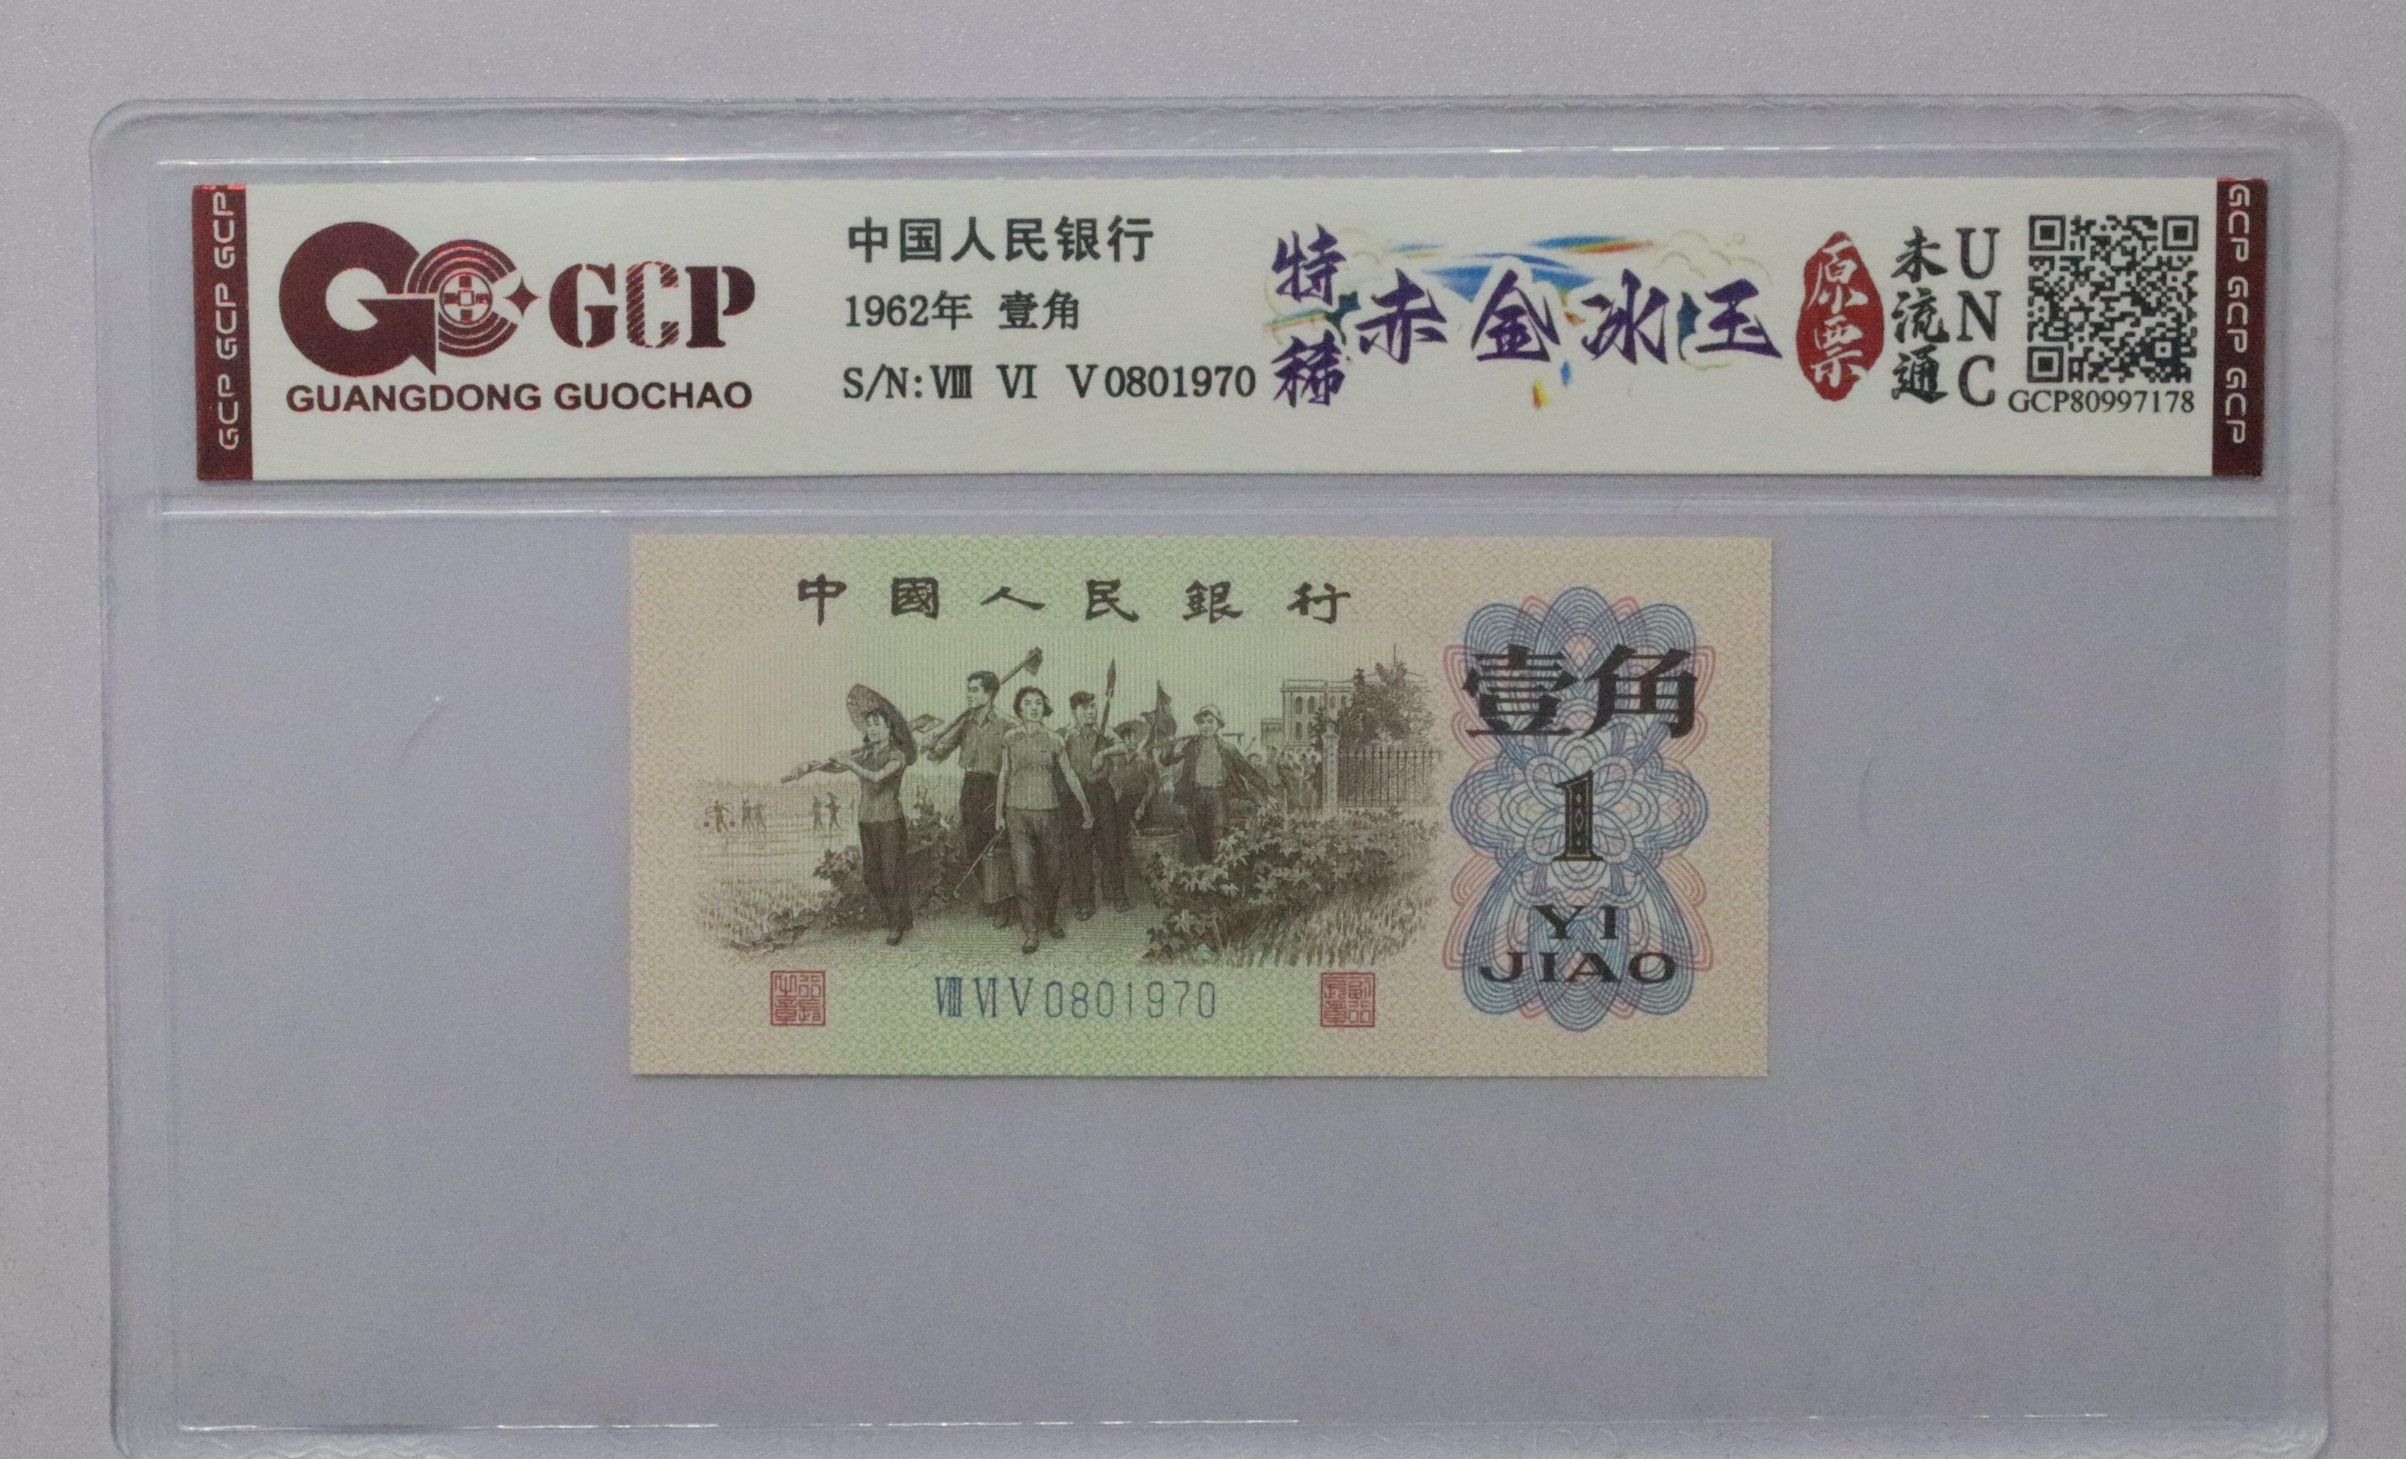 GCP GCP GCP
GCP
GUANGDONG GUOCHAO
中国人民银行
1962年 壹角
S/N:Ⅷ Ⅵ Ⅴ0801970
特稀
赤金冰玉
原票
未流通
UNC
GCP80997178
GCP GCP GCP
中國人民銀行
壹角
1
YI
JIAO
ⅧⅥⅤ0801970